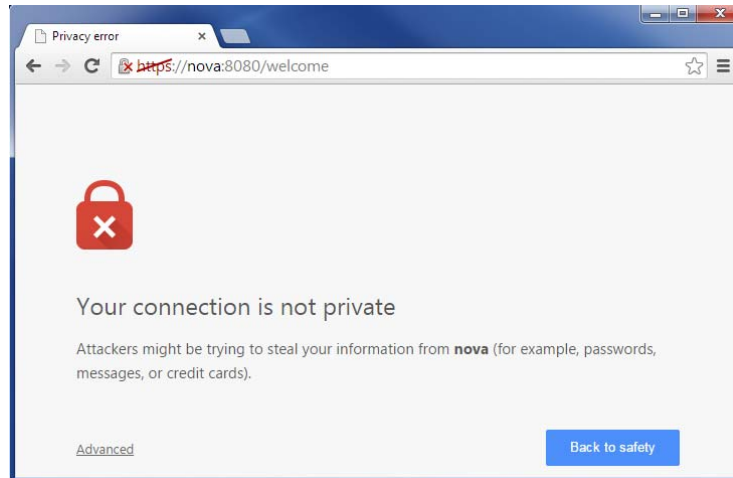 Privacy error
https://nova:8080/welcome
Your connection is not private
Attackers might be trying to steal your information from nova (for example, passwords,
messages, or credit cards).
Advanced
Back to safety